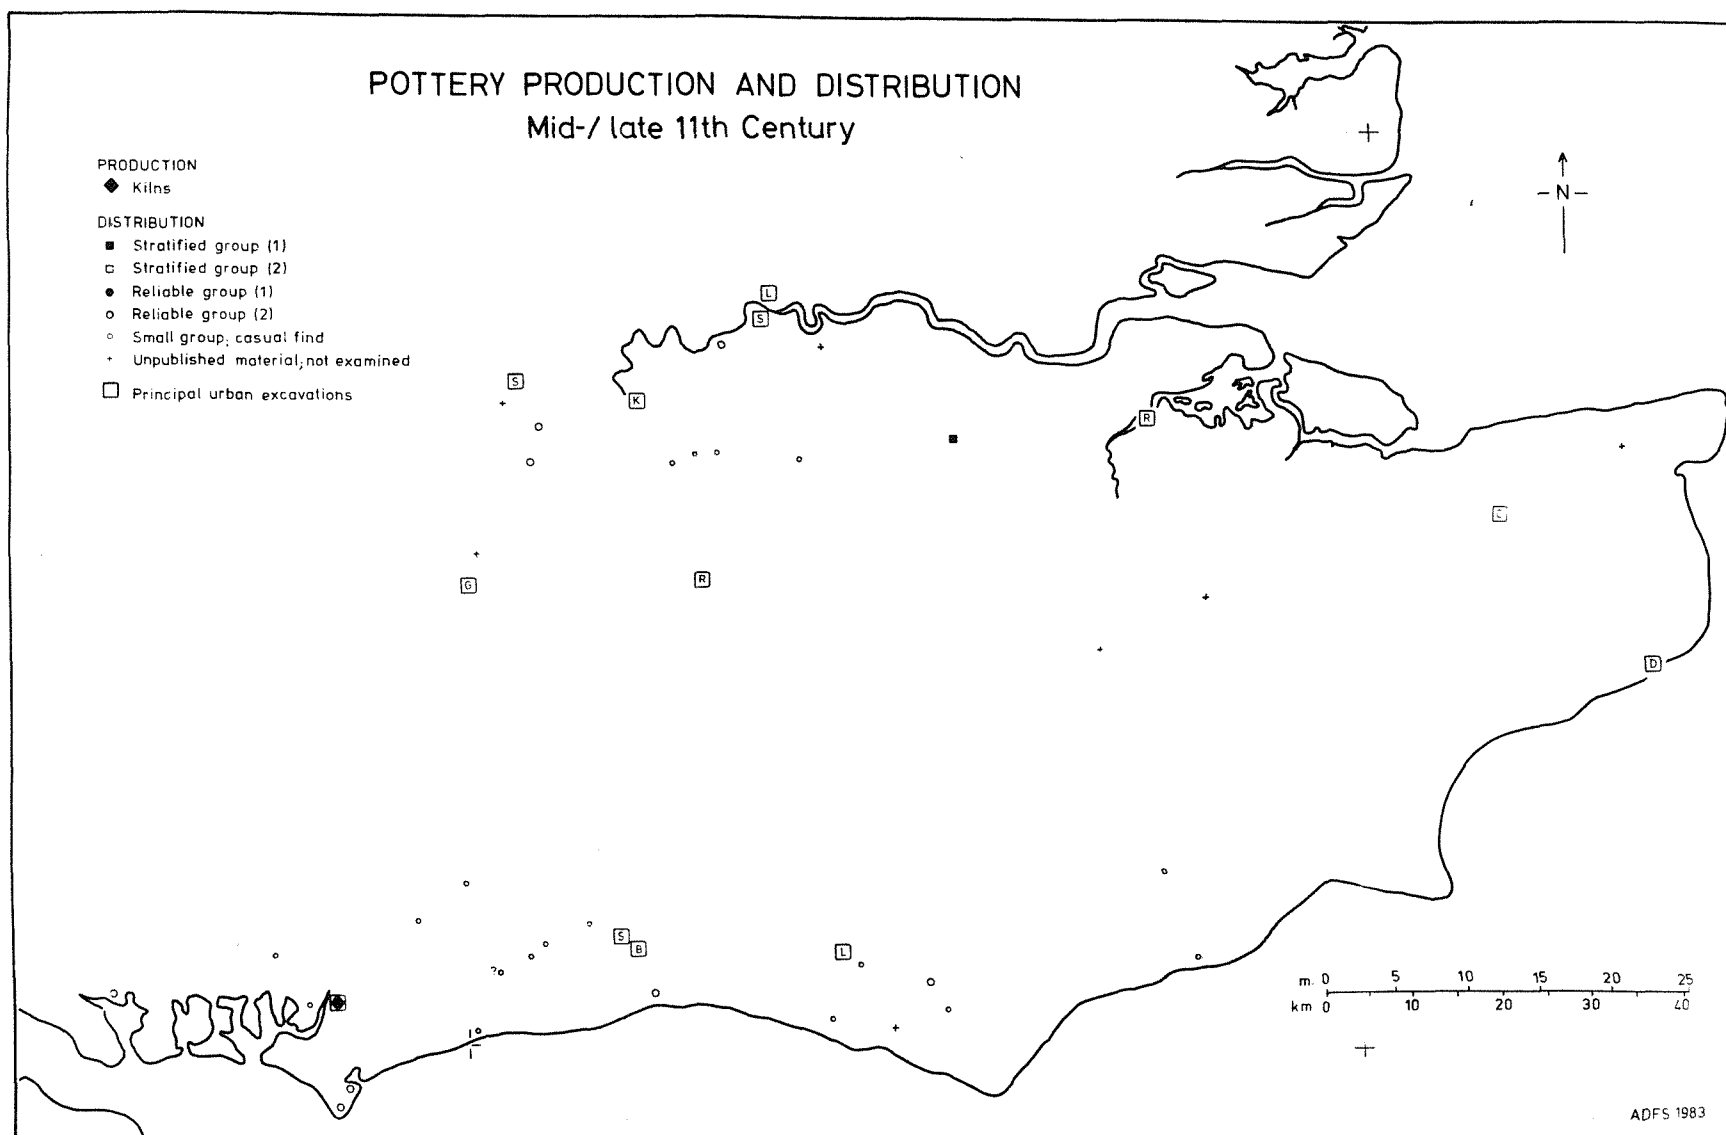 POTTERY PRODUCTION AND DISTRIBUTION
Mid-/ late 11th Century
PRODUCTION
Kilns
DISTRIBUTION
Stratified group (1)
Stratified group (2)
Reliable group (1)
Reliable group (2)
Small group; casual find
Unpublished material; not examined
Principal urban excavations
N
L
S
S
K
R
C
G
R
D
S
B
L
?
m. 0 5 10 15 20 25
km 0 10 20 30 40
ADFS 1983